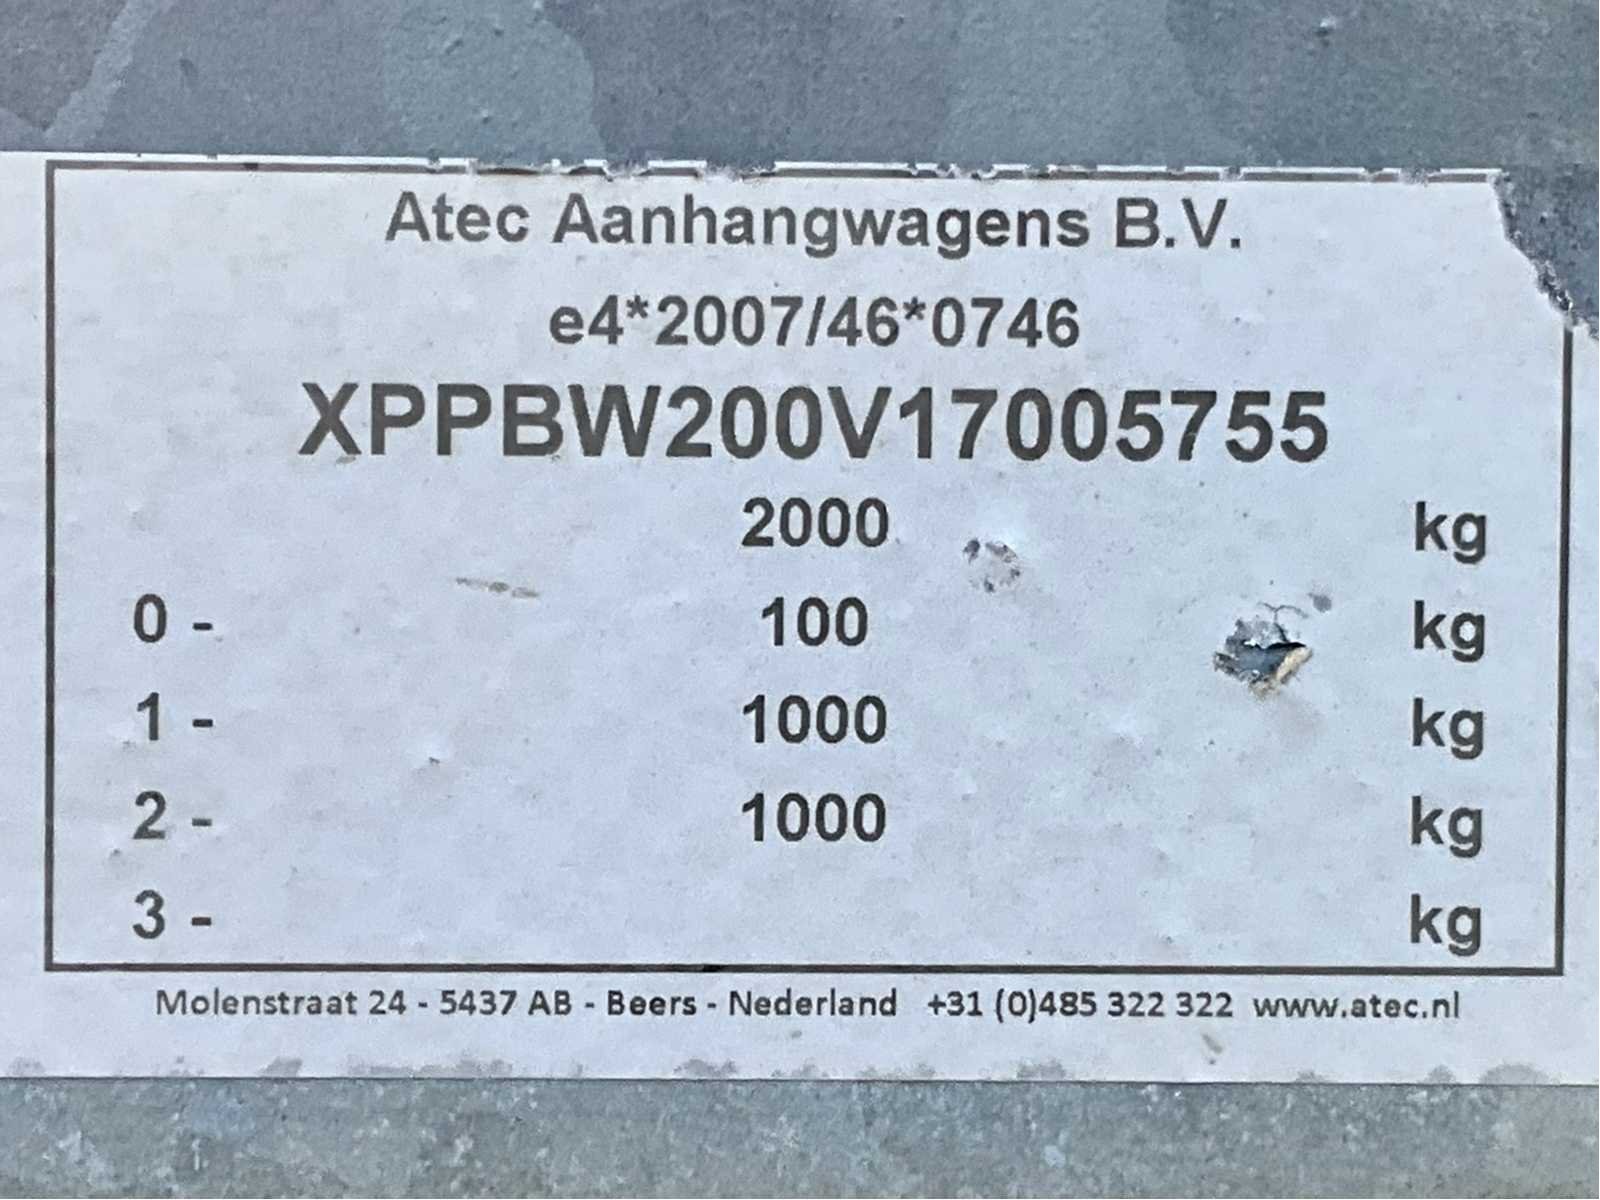 Atec Aanhangwagens B.V.
e4*2007/46*0746
XPPBW200V17005755
2000 kg
0 - 100 kg
1 - 1000 kg
2 - 1000 kg
3 - kg
Molenstraat 24 - 5437 AB - Beers - Nederland +31 (0)485 322 322 www.atec.nl